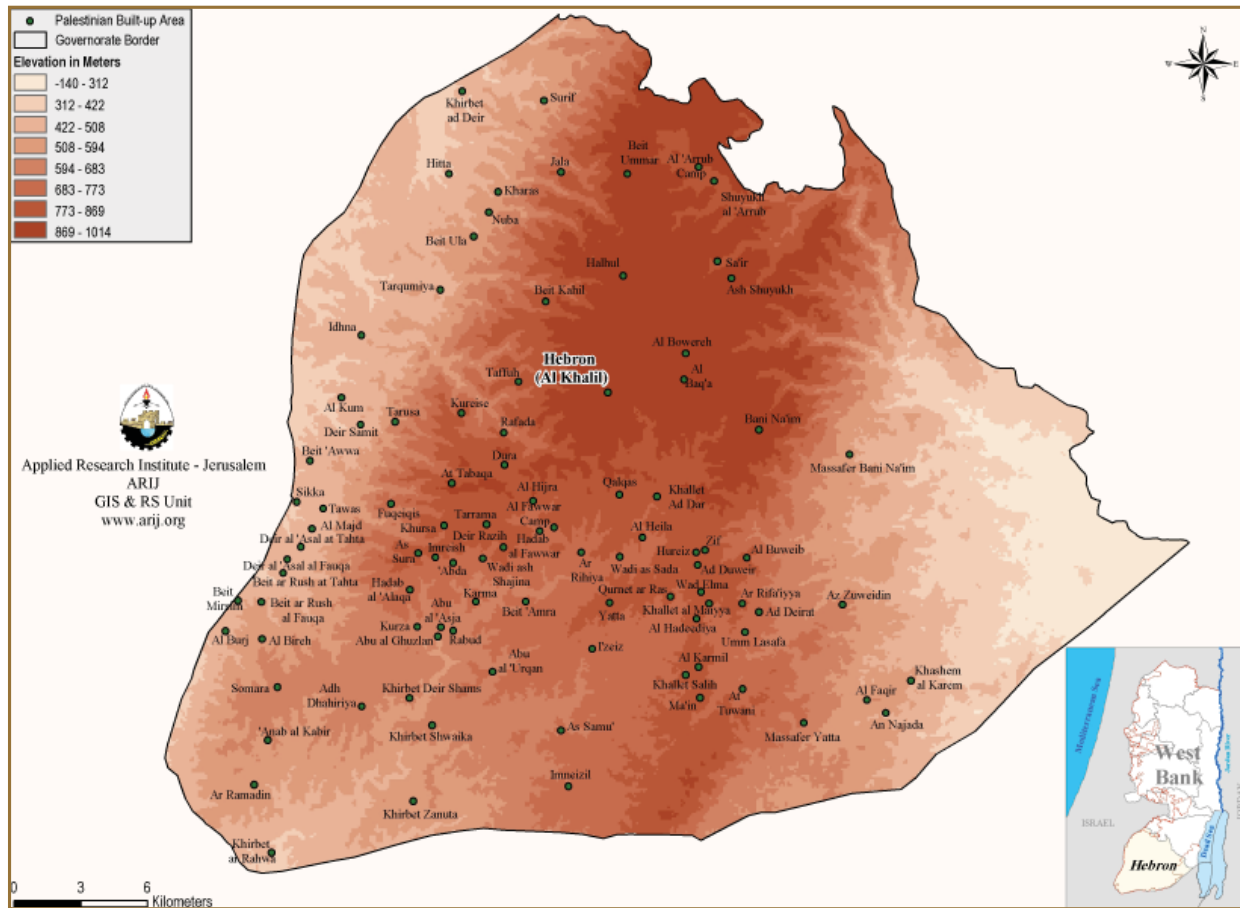 Palestinian Built-up Area
Governorate Border
Elevation in Meters
-140 - 312
312 - 422
422 - 508
508 - 594
594 - 683
683 - 773
773 - 869
869 - 1014
N
W
E
S
Khirbet
ad Deir
Surif
Hitta
Jala
Beit
Ummar
Al 'Arrub
Camp
Shuyukh
al 'Arrub
Kharas
Nuba
Beit Ula
Halhul
Sa'ir
Ash Shuyukh
Tarqumiya
Beit Kahil
Idhna
Al Bowereh
Hebron
(Al Khalil)
Al
Baq'a
Taffuh
Al Kum
Tarusa
Kureise
Deir Samit
Rafada
Bani Na'im
Beit 'Awwa
Dura
Massafer Bani Na'im
Applied Research Institute - Jerusalem
ARIJ
GIS & RS Unit
www.arij.org
At Tabaqa
Sikka
Al Hijra
Qalqas
Khallet
Ad Dar
Tawas
Fuqeiqis
Al Fawwar
Camp
Al Majd
Khursa
Tarrama
Deir al 'Asal at Tahta
Deir Razih
Hadab
al Fawwar
Al Heila
Zif
As
Sura
Imreish
Hureiz
Al Buweib
Deir al 'Asal al Fauqa
'Abda
Wadi ash
Shajina
Ar
Rihiya
Wadi as Sada
Ad Duweir
Beit ar Rush at Tahta
Hadab
al 'Alaqa
Karma
Qurnet ar Ras
Wad Elma
Ar Rifa'iyya
Az Zuweidin
Beit
Mirsim
Beit ar Rush
al Fauqa
Abu
al 'Asja
Beit 'Amra
Yatta
Khallet al Maiyya
Ad Deirat
Al Burj
Al Bireh
Kurza
Abu al Ghuzlan
Rabud
Al Hadeediya
Umm Lasafa
I'zeiz
Abu
al 'Urqan
Al Karmil
Khashem
al Karem
Somara
Adh
Dhahiriya
Khirbet Deir Shams
Khallet Salih
Ma'in
At
Tuwani
Al Faqir
An Najada
'Anab al Kabir
Khirbet Shwaika
As Samu'
Massafer Yatta
Ar Ramadin
Imneizil
Khirbet Zanuta
Khirbet
ar Rahwa
0 3 6
Kilometers
Mediterranean Sea
West
Bank
Jordan River
ISRAEL
JORDAN
Dead Sea
Hebron